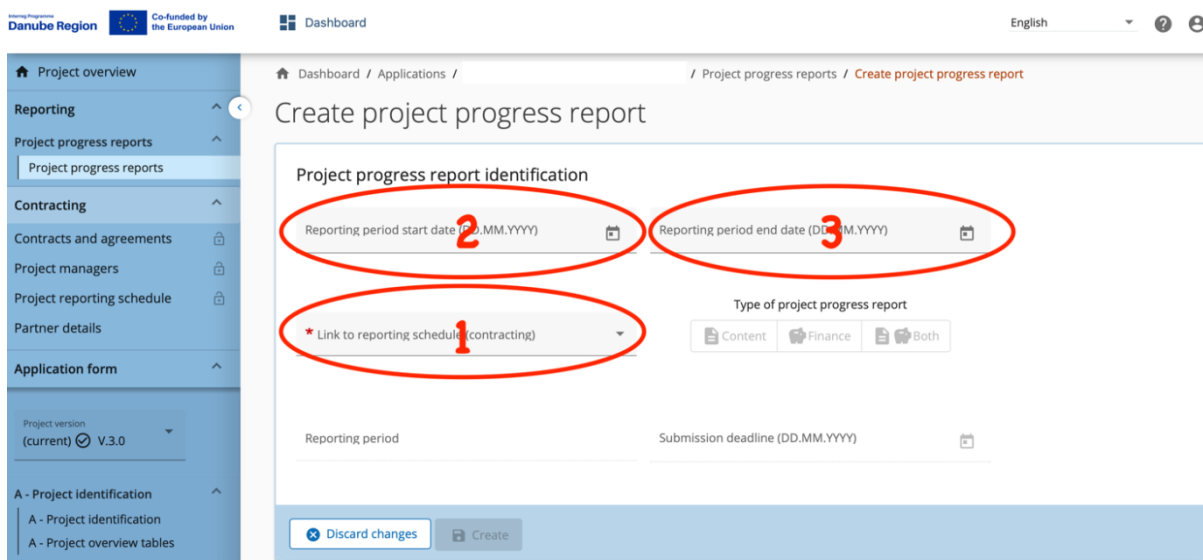 Interreg Programme
Danube Region
Co-funded by
the European Union
Dashboard
English
Project overview
Reporting
Project progress reports
Project progress reports
Contracting
Contracts and agreements
Project managers
Project reporting schedule
Partner details
Application form
Project version
(current) V.3.0
A - Project identification
A - Project identification
A - Project overview tables
Dashboard / Applications / / Project progress reports / Create project progress report
Create project progress report
Project progress report identification
Reporting period start date (DD.MM.YYYY)
2
Reporting period end date (DD.MM.YYYY)
3
* Link to reporting schedule (contracting)
1
Type of project progress report
Content Finance Both
Reporting period
Submission deadline (DD.MM.YYYY)
Discard changes
Create